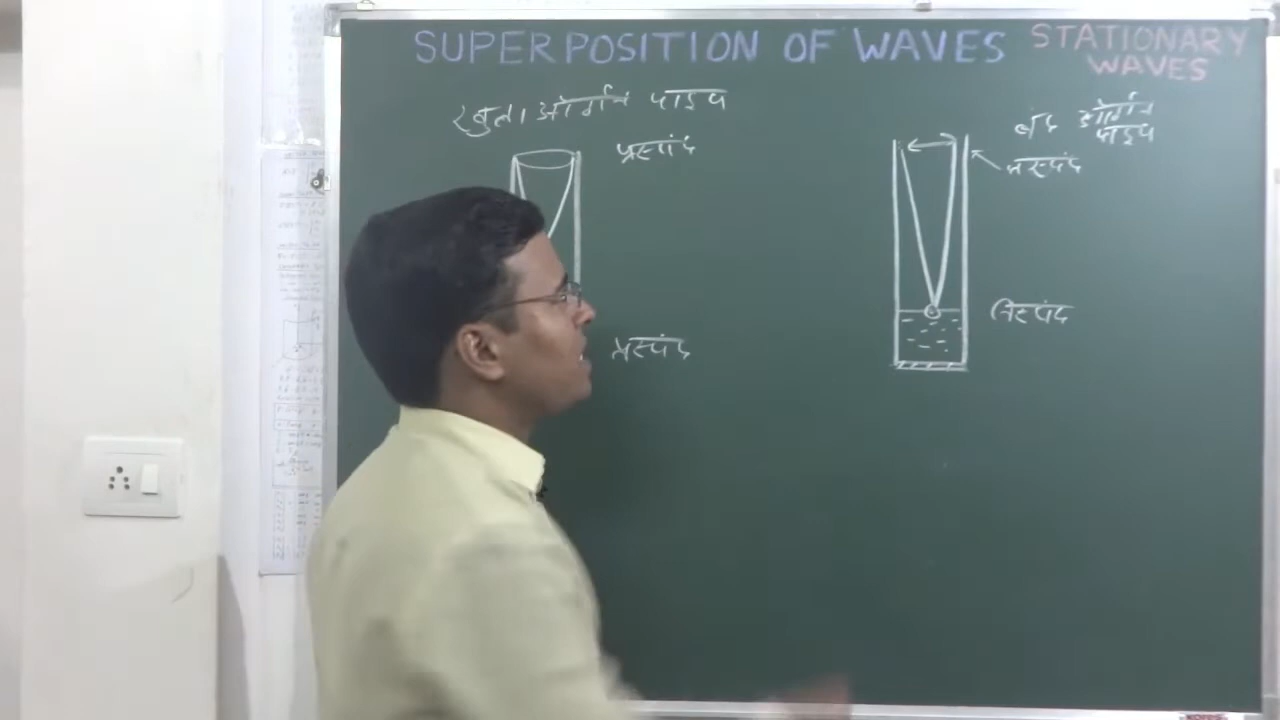 SUPERPOSITION OF WAVES
STATIONARY
WAVES
खुला ऑर्गन पाइप
प्रस्पंद
प्रस्पंद
बंद ऑर्गन
पाइप
प्रस्पंद
निस्पंद